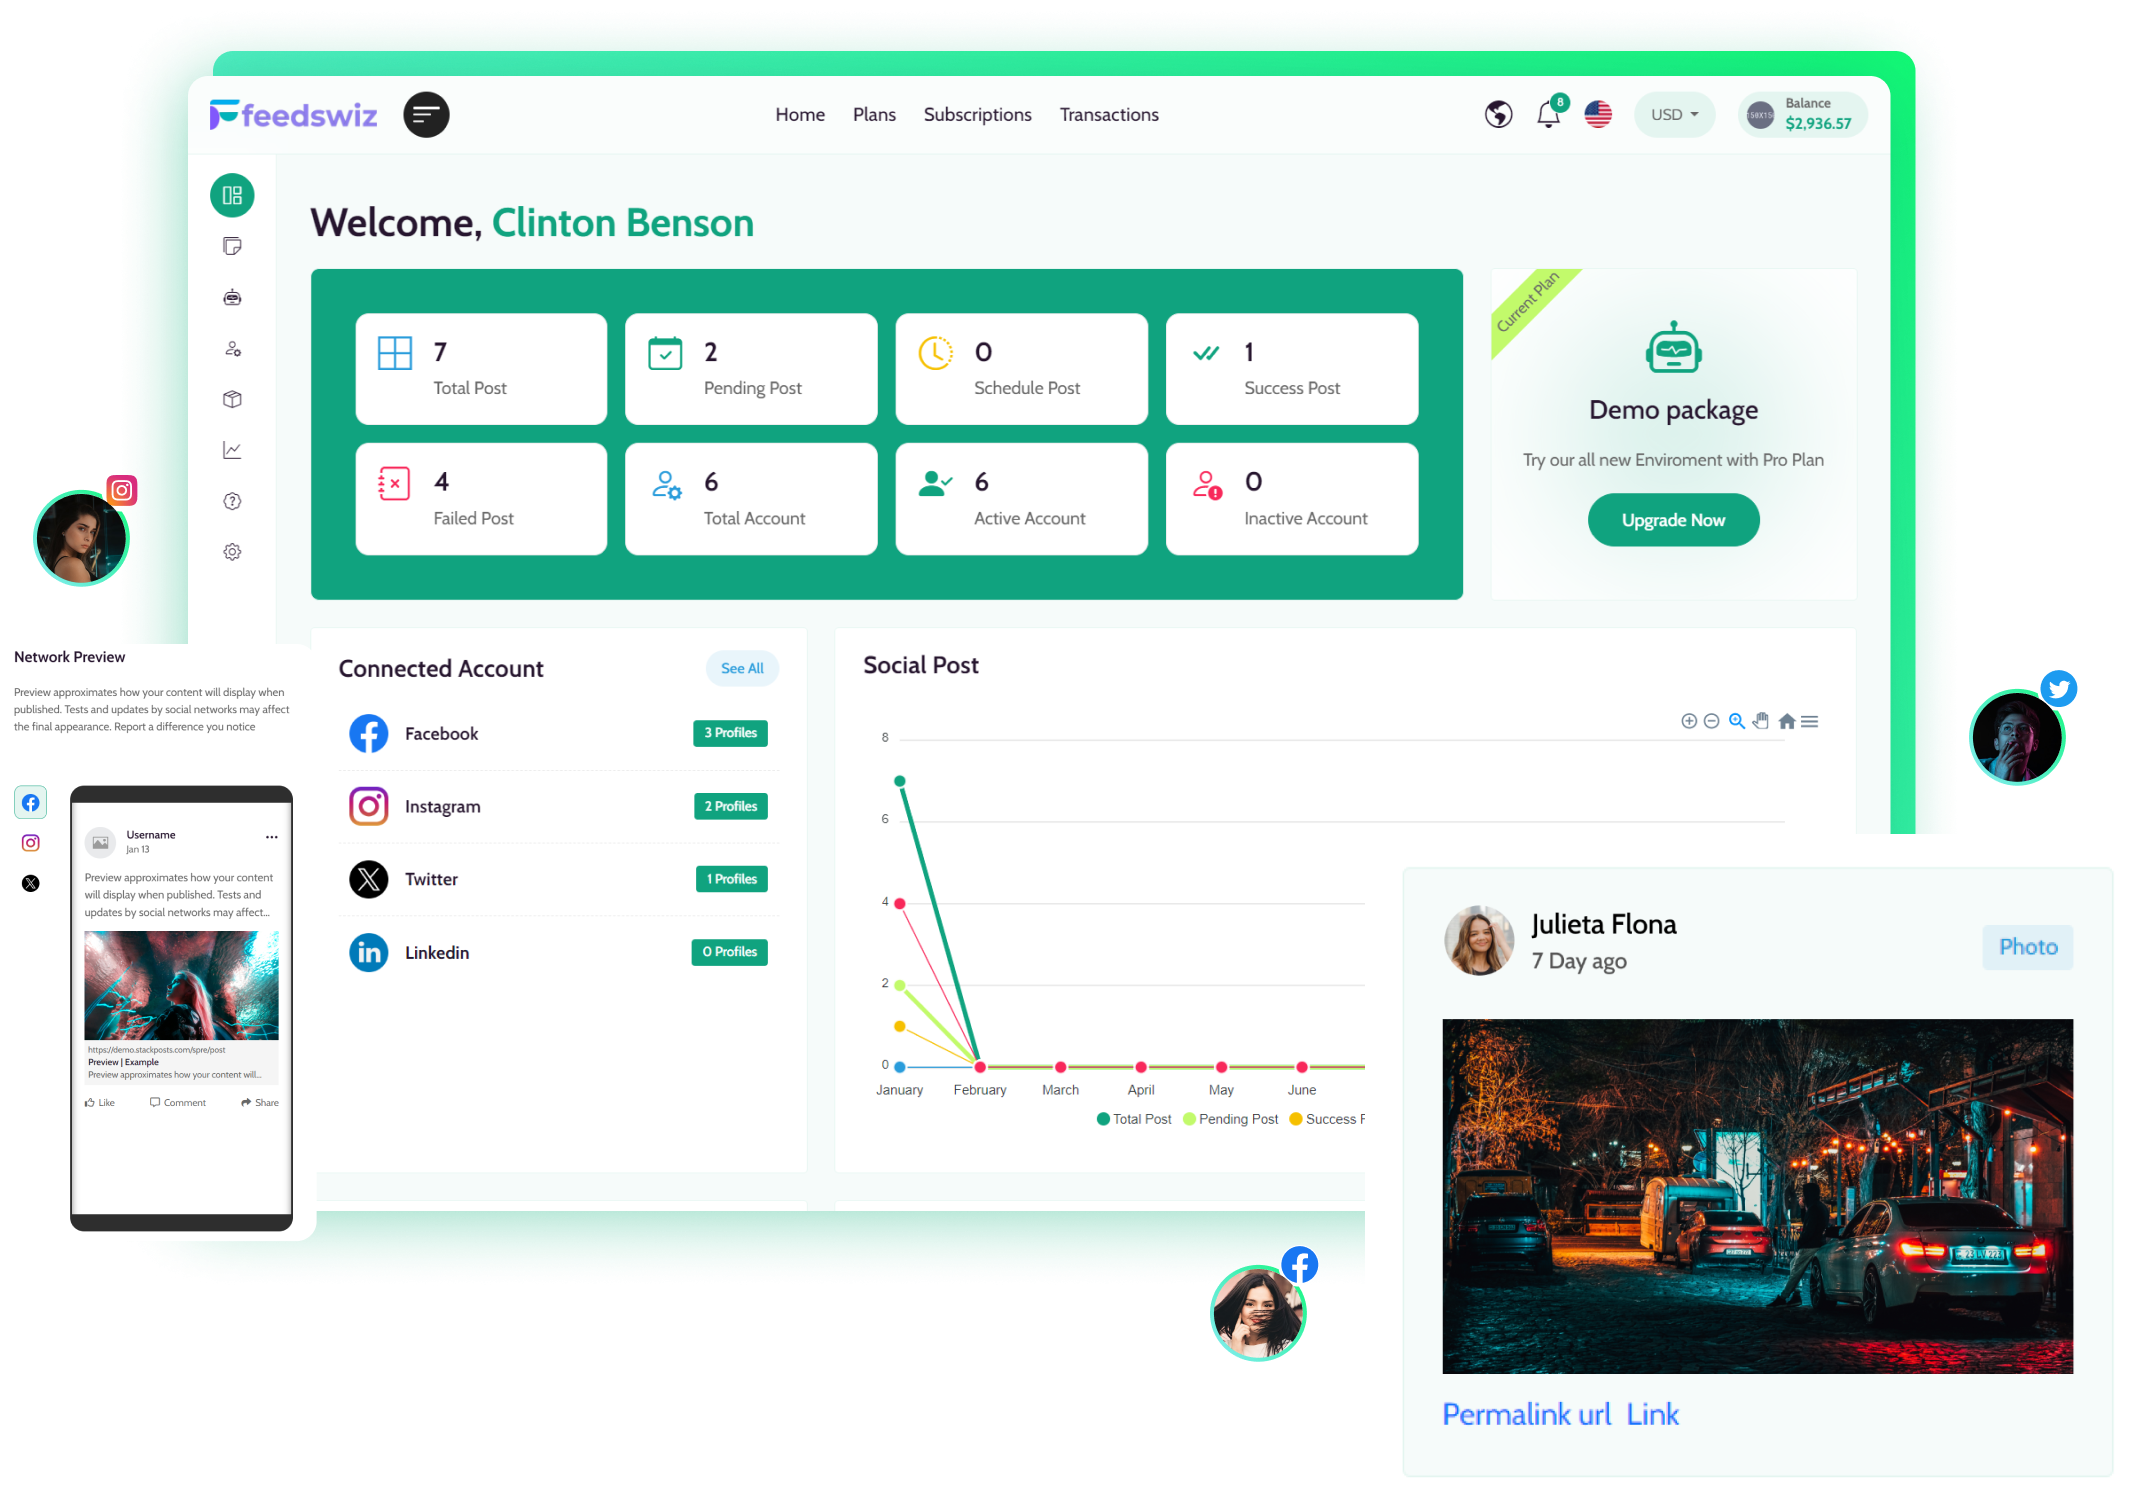 feedswiz
Home Plans Subscriptions Transactions
8
USD
Balance
$2,936.57
Welcome, Clinton Benson
7
Total Post
2
Pending Post
0
Schedule Post
1
Success Post
4
Failed Post
6
Total Account
6
Active Account
0
Inactive Account
Current Plan
Demo package
Try our all new Enviroment with Pro Plan
Upgrade Now
Network Preview
Preview approximates how your content will display when
published. Tests and updates by social networks may affect
the final appearance. Report a difference you notice
Username
Jan 13
Preview approximates how your content
will display when published. Tests and
updates by social networks may affect...
https://demo.stackposts.com/spre/post
Preview | Example
Preview approximates how your content will...
Like Comment Share
Connected Account
See All
Facebook 3 Profiles
Instagram 2 Profiles
Twitter 1 Profiles
Linkedin 0 Profiles
Social Post
8
6
4
2
0
January February March April May June
Total Post Pending Post Success
Julieta Flona
7 Day ago
Photo
Permalink url Link